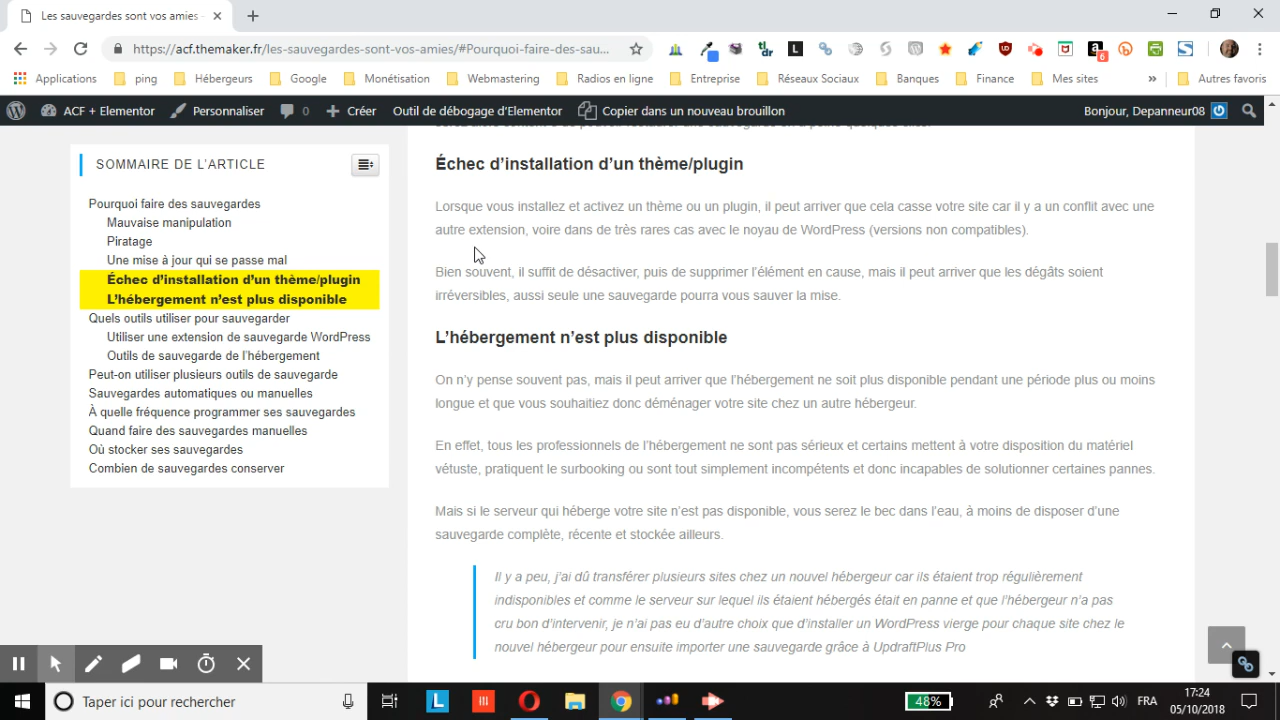 Les sauvegardes sont vos amies -
https://acf.themaker.fr/les-sauvegardes-sont-vos-amies/#Pourquoi-faire-des-sau...
Applications ping Hébergeurs Google Monétisation Webmastering Radios en ligne Entreprise Réseaux Sociaux Banques Finance Mes sites » Autres favoris
ACF + Elementor Personnaliser 0 Créer Outil de débogage d'Elementor Copier dans un nouveau brouillon Bonjour, Depanneur08
SOMMAIRE DE L'ARTICLE
Pourquoi faire des sauvegardes
Mauvaise manipulation
Piratage
Une mise à jour qui se passe mal
Échec d'installation d'un thème/plugin
L'hébergement n'est plus disponible
Quels outils utiliser pour sauvegarder
Utiliser une extension de sauvegarde WordPress
Outils de sauvegarde de l'hébergement
Peut-on utiliser plusieurs outils de sauvegarde
Sauvegardes automatiques ou manuelles
À quelle fréquence programmer ses sauvegardes
Quand faire des sauvegardes manuelles
Où stocker ses sauvegardes
Combien de sauvegardes conserver
Échec d'installation d'un thème/plugin
Lorsque vous installez et activez un thème ou un plugin, il peut arriver que cela casse votre site car il y a un conflit avec une
autre extension, voire dans de très rares cas avec le noyau de WordPress (versions non compatibles).
Bien souvent, il suffit de désactiver, puis de supprimer l'élément en cause, mais il peut arriver que les dégâts soient
irréversibles, aussi seule une sauvegarde pourra vous sauver la mise.
L'hébergement n'est plus disponible
On n'y pense souvent pas, mais il peut arriver que l'hébergement ne soit plus disponible pendant une période plus ou moins
longue et que vous souhaitiez donc déménager votre site chez un autre hébergeur.
En effet, tous les professionnels de l'hébergement ne sont pas sérieux et certains mettent à votre disposition du matériel
vétuste, pratiquent le surbooking ou sont tout simplement incompétents et donc incapables de solutionner certaines pannes.
Mais si le serveur qui héberge votre site n'est pas disponible, vous serez le bec dans l'eau, à moins de disposer d'une
sauvegarde complète, récente et stockée ailleurs.
Il y a peu, j'ai dû transférer plusieurs sites chez un nouvel hébergeur car ils étaient trop régulièrement
indisponibles et comme le serveur sur lequel ils étaient hébergés était en panne et que l'hébergeur n'a pas
cru bon d'intervenir, je n'ai pas eu d'autre choix que d'installer un WordPress vierge pour chaque site chez le
nouvel hébergeur pour ensuite importer une sauvegarde grâce à UpdraftPlus Pro
Taper ici pour rechercher
48%
FRA
17:24
05/10/2018